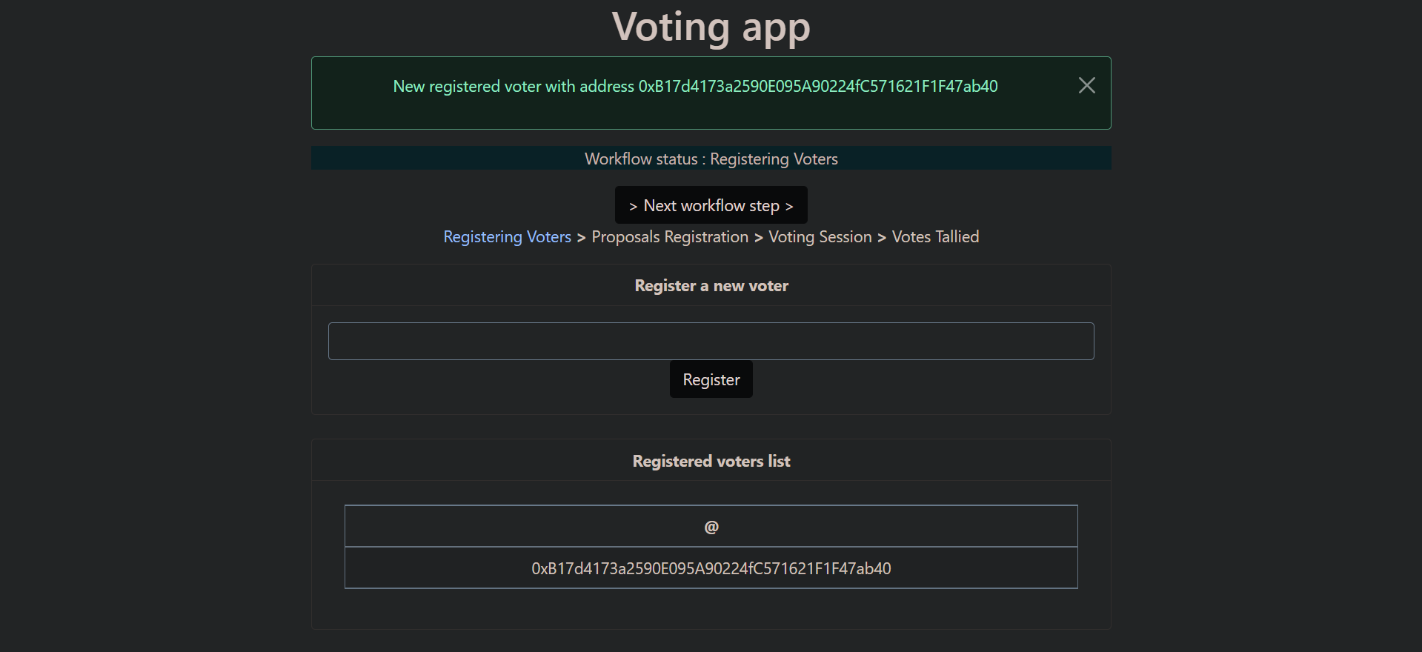 Voting app
New registered voter with address 0xB17d4173a2590E095A90224fC571621F1F47ab40
Workflow status : Registering Voters
> Next workflow step >
Registering Voters > Proposals Registration > Voting Session > Votes Tallied
Register a new voter
Register
Registered voters list
@
0xB17d4173a2590E095A90224fC571621F1F47ab40